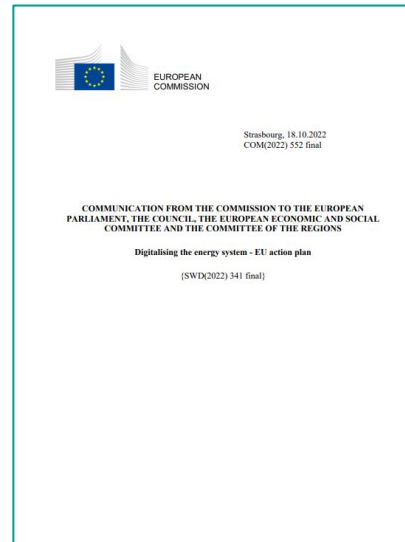 EUROPEAN
COMMISSION
Strasbourg, 18.10.2022
COM(2022) 552 final
COMMUNICATION FROM THE COMMISSION TO THE EUROPEAN
PARLIAMENT, THE COUNCIL, THE EUROPEAN ECONOMIC AND SOCIAL
COMMITTEE AND THE COMMITTEE OF THE REGIONS
Digitalising the energy system - EU action plan
{SWD(2022) 341 final}